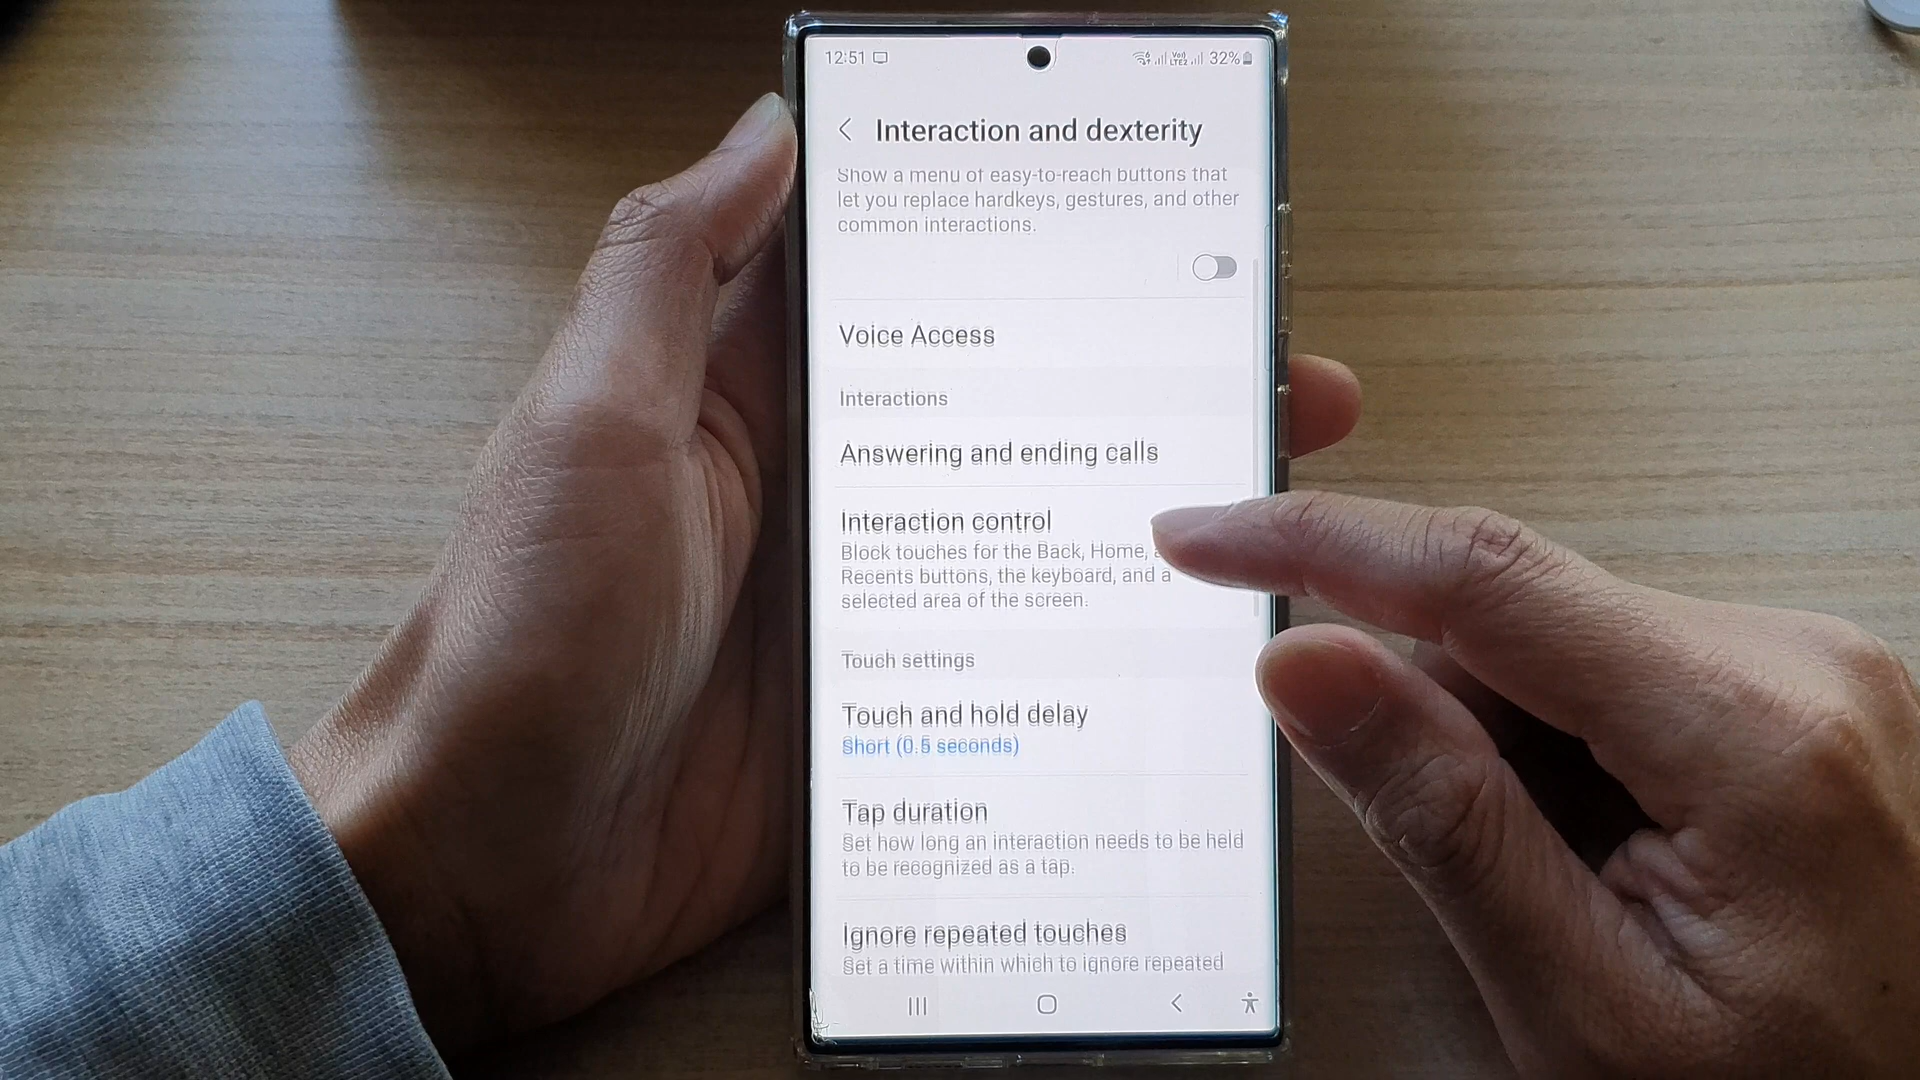 12:51 32%
Interaction and dexterity
Show a menu of easy-to-reach buttons that
let you replace hardkeys, gestures, and other
common interactions.
Voice Access
Interactions
Answering and ending calls
Interaction control
Block touches for the Back, Home,
Recents buttons, the keyboard, and a
selected area of the screen.
Touch settings
Touch and hold delay
Short (0.5 seconds)
Tap duration
Set how long an interaction needs to be held
to be recognized as a tap.
Ignore repeated touches
Set a time within which to ignore repeated